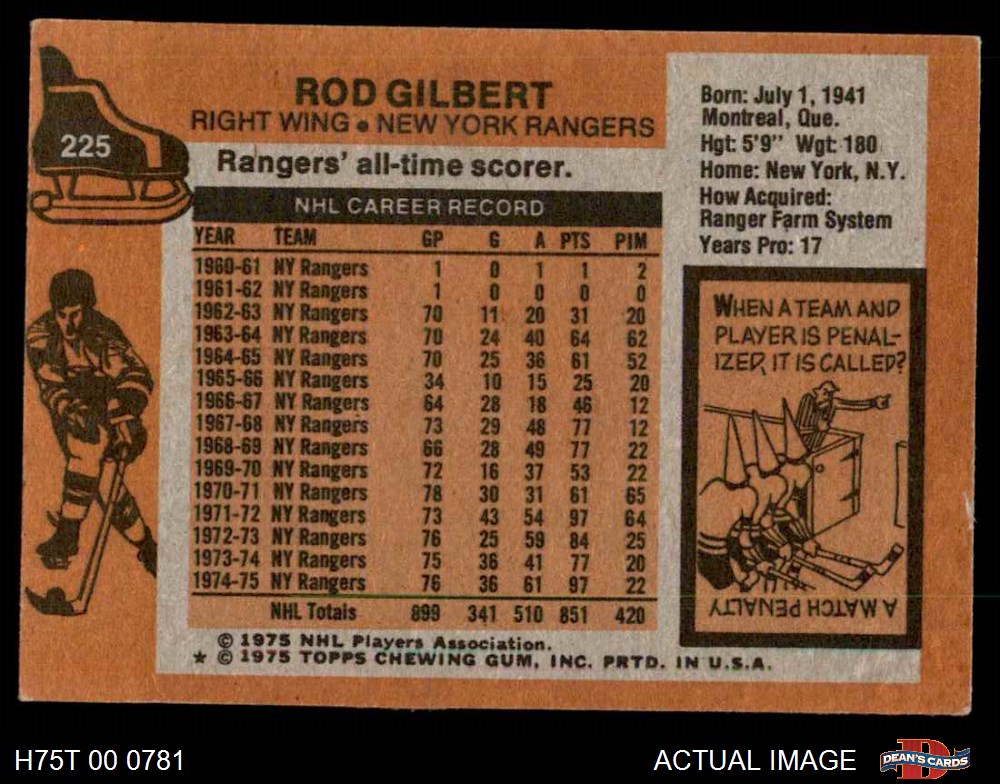 225
ROD GILBERT
RIGHT WING • NEW YORK RANGERS
Rangers' all-time scorer.
NHL CAREER RECORD
YEAR TEAM GP G A PTS PIM
1960-61 NY Rangers 1 0 1 1 2
1961-62 NY Rangers 1 0 0 0 0
1962-63 NY Rangers 70 11 20 31 20
1963-64 NY Rangers 70 24 40 64 62
1964-65 NY Rangers 70 25 36 61 52
1965-66 NY Rangers 34 10 15 25 20
1966-67 NY Rangers 64 28 18 46 12
1967-68 NY Rangers 73 29 48 77 12
1968-69 NY Rangers 66 28 49 77 22
1969-70 NY Rangers 72 16 37 53 22
1970-71 NY Rangers 78 30 31 61 65
1971-72 NY Rangers 73 43 54 97 64
1972-73 NY Rangers 76 25 59 84 25
1973-74 NY Rangers 75 36 41 77 20
1974-75 NY Rangers 76 36 61 97 22
NHL Totals 899 341 510 851 420
© 1975 NHL Players Association.
★ © 1975 TOPPS CHEWING GUM, INC. PRTD. IN U.S.A.
Born: July 1, 1941
Montreal, Que.
Hgt: 5'9" Wgt: 180
Home: New York, N.Y.
How Acquired:
Ranger Farm System
Years Pro: 17
WHEN A TEAM AND
PLAYER IS PENAL-
IZED, IT IS CALLED?
A MATCH PENALTY
H75T 00 0781
ACTUAL IMAGE
D
DEAN'S CARDS